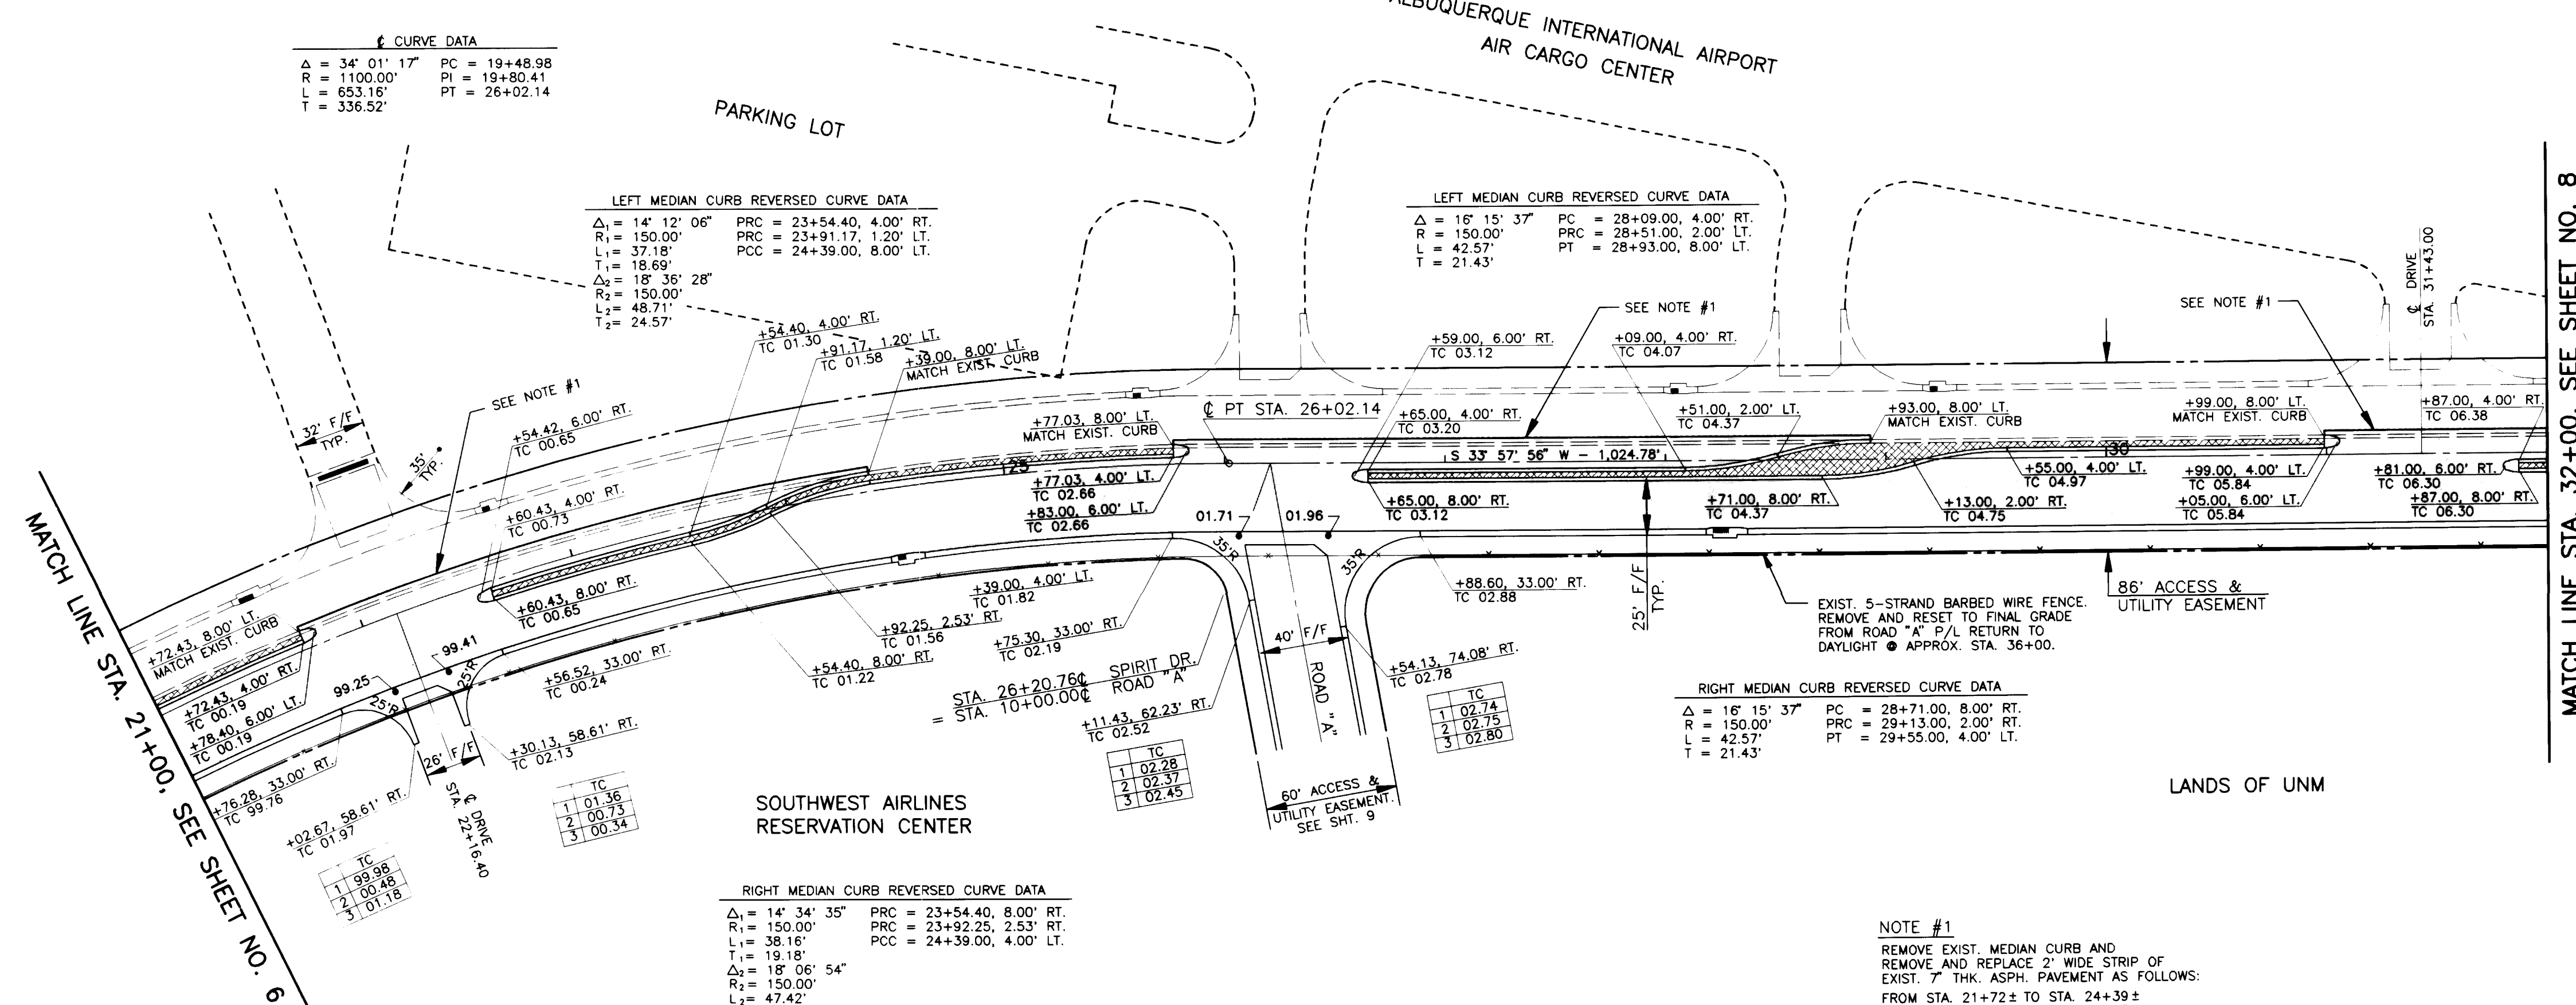 ALBUQUERQUE INTERNATIONAL AIRPORT
AIR CARGO CENTER
℄ CURVE DATA
Δ = 34° 01' 17" PC = 19+48.98
R = 1100.00' PI = 19+80.41
L = 653.16' PT = 26+02.14
T = 336.52'
PARKING LOT
LEFT MEDIAN CURB REVERSED CURVE DATA
Δ₁ = 14° 12' 06" PRC = 23+54.40, 4.00' RT.
R₁ = 150.00' PRC = 23+91.17, 1.20' LT.
L₁ = 37.18' PCC = 24+39.00, 8.00' LT.
T₁ = 18.69'
Δ₂ = 18° 36' 28"
R₂ = 150.00'
L₂ = 48.71'
T₂ = 24.57'
LEFT MEDIAN CURB REVERSED CURVE DATA
Δ = 16° 15' 37" PC = 28+09.00, 4.00' RT.
R = 150.00' PRC = 28+51.00, 2.00' LT.
L = 42.57' PT = 28+93.00, 8.00' LT.
T = 21.43'
℄ DRIVE
STA. 31+43.00
MATCH LINE STA. 32+00, SEE SHEET NO. 8
SEE NOTE #1
SEE NOTE #1
SEE NOTE #1
32' F/F
TYP.
35'
TYP.
+54.42, 6.00' RT.
TC 00.65
+60.43, 4.00' RT.
TC 00.73
+54.40, 4.00' RT.
TC 01.30
+91.17, 1.20' LT.
TC 01.58
+39.00, 8.00' LT.
MATCH EXIST. CURB
+77.03, 8.00' LT.
MATCH EXIST. CURB
℄ PT STA. 26+02.14
+59.00, 6.00' RT.
TC 03.12
+65.00, 4.00' RT.
TC 03.20
+09.00, 4.00' RT.
TC 04.07
+51.00, 2.00' LT.
TC 04.37
+93.00, 8.00' LT.
MATCH EXIST. CURB
+99.00, 8.00' LT.
MATCH EXIST. CURB
+87.00, 4.00' RT.
TC 06.38
25
S 33° 57' 56" W - 1,024.78'
30
+77.03, 4.00' LT.
TC 02.66
+83.00, 6.00' LT.
TC 02.66
+65.00, 8.00' RT.
TC 03.12
+71.00, 8.00' RT.
TC 04.37
+13.00, 2.00' RT.
TC 04.75
+55.00, 4.00' LT.
TC 04.97
+99.00, 4.00' LT.
TC 05.84
+05.00, 6.00' LT.
TC 05.84
+81.00, 6.00' RT.
TC 06.30
+87.00, 8.00' RT.
TC 06.30
MATCH LINE STA. 21+00, SEE SHEET NO. 6
+72.43, 8.00' LT.
MATCH EXIST. CURB
+72.43, 4.00' RT.
TC 00.19
+78.40, 6.00' LT.
TC 00.19
+76.28, 33.00' RT.
TC 99.76
99.25
99.41
25'R
25'R
+60.43, 8.00' RT.
TC 00.65
+56.52, 33.00' RT.
TC 00.24
+30.13, 58.61' RT.
TC 02.13
+02.67, 58.61' RT.
TC 01.97
26' F/F
℄ DRIVE
STA. 22+16.40
TC
1 99.98
2 00.48
3 01.18
TC
1 01.36
2 00.73
3 00.34
+54.40, 8.00' RT.
TC 01.22
+92.25, 2.53' RT.
TC 01.56
+39.00, 4.00' LT.
TC 01.82
+75.30, 33.00' RT.
TC 02.19
01.71
01.96
35'R
35'R
STA. 26+20.76 ℄ SPIRIT DR.
= STA. 10+00.00 ℄ ROAD "A"
+11.43, 62.23' RT.
TC 02.52
TC
1 02.28
2 02.37
3 02.45
40' F/F
ROAD "A"
60' ACCESS &
UTILITY EASEMENT.
SEE SHT. 9
+88.60, 33.00' RT.
TC 02.88
+54.13, 74.08' RT.
TC 02.78
TC
1 02.74
2 02.75
3 02.80
25' F/F
TYP.
EXIST. 5-STRAND BARBED WIRE FENCE.
REMOVE AND RESET TO FINAL GRADE
FROM ROAD "A" P/L RETURN TO
DAYLIGHT @ APPROX. STA. 36+00.
86' ACCESS &
UTILITY EASEMENT
RIGHT MEDIAN CURB REVERSED CURVE DATA
Δ = 16° 15' 37" PC = 28+71.00, 8.00' RT.
R = 150.00' PRC = 29+13.00, 2.00' RT.
L = 42.57' PT = 29+55.00, 4.00' LT.
T = 21.43'
LANDS OF UNM
SOUTHWEST AIRLINES
RESERVATION CENTER
RIGHT MEDIAN CURB REVERSED CURVE DATA
Δ₁ = 14° 34' 35" PRC = 23+54.40, 8.00' RT.
R₁ = 150.00' PRC = 23+92.25, 2.53' RT.
L₁ = 38.16' PCC = 24+39.00, 4.00' LT.
T₁ = 19.18'
Δ₂ = 18° 06' 54"
R₂ = 150.00'
L₂ = 47.42'
NOTE #1
REMOVE EXIST. MEDIAN CURB AND
REMOVE AND REPLACE 2' WIDE STRIP OF
EXIST. 7" THK. ASPH. PAVEMENT AS FOLLOWS:
FROM STA. 21+72± TO STA. 24+39±